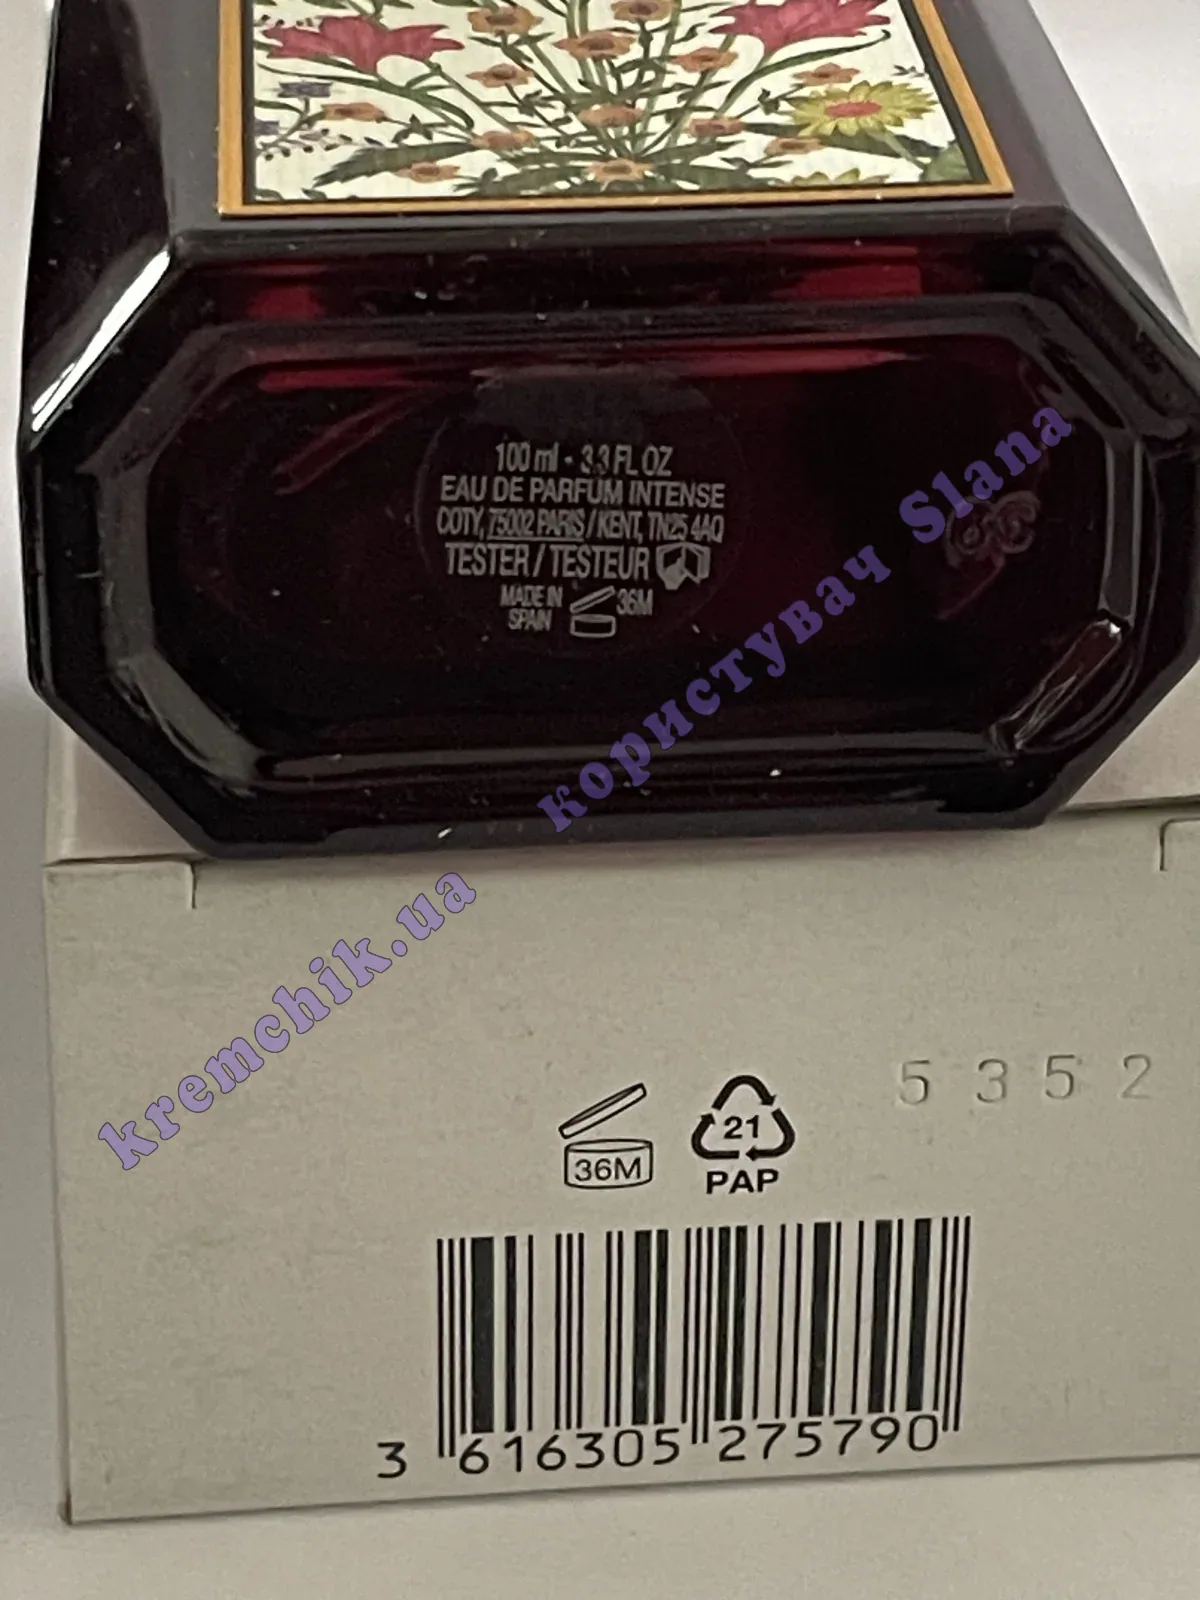 100 ml · 3.3 FL OZ
EAU DE PARFUM INTENSE
COTY, 75002 PARIS / KENT, TN25 4AQ
TESTER / TESTEUR
MADE IN
SPAIN
36M
користувач Slana
kremchik.ua
5352
36M
21
PAP
3 616305 275790